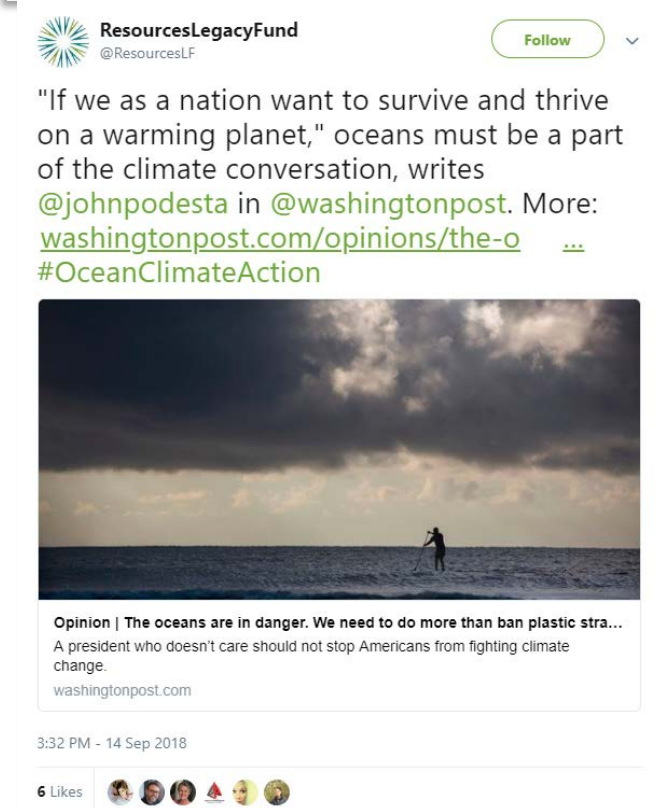 ResourcesLegacyFund
@ResourcesLF
Follow
"If we as a nation want to survive and thrive
on a warming planet," oceans must be a part
of the climate conversation, writes
@johnpodesta in @washingtonpost. More:
washingtonpost.com/opinions/the-o ...
#OceanClimateAction
Opinion | The oceans are in danger. We need to do more than ban plastic stra...
A president who doesn't care should not stop Americans from fighting climate
change.
washingtonpost.com
3:32 PM - 14 Sep 2018
6 Likes